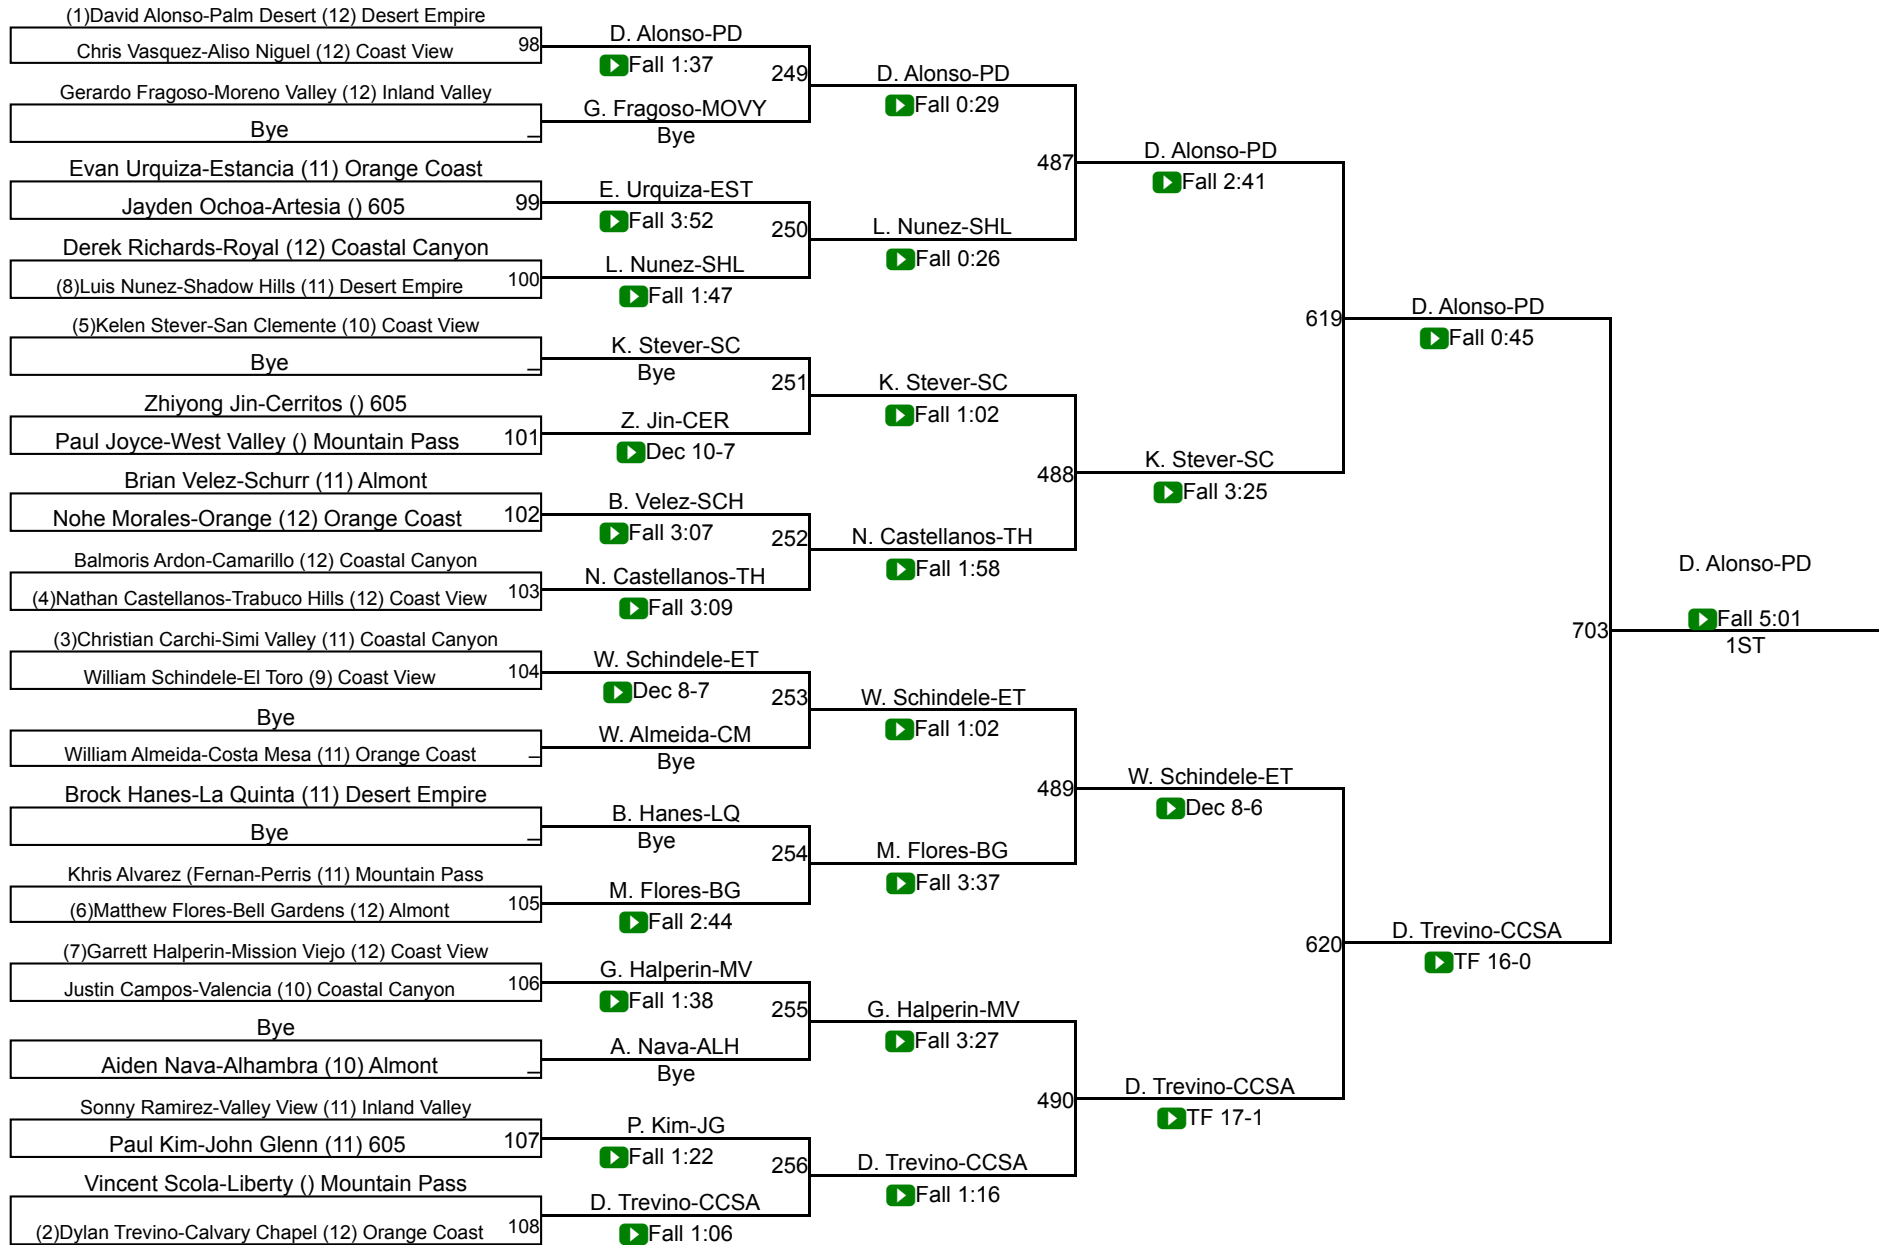 (1)David Alonso-Palm Desert (12) Desert Empire
Chris Vasquez-Aliso Niguel (12) Coast View
98
Gerardo Fragoso-Moreno Valley (12) Inland Valley
Bye
_
Evan Urquiza-Estancia (11) Orange Coast
Jayden Ochoa-Artesia () 605
99
Derek Richards-Royal (12) Coastal Canyon
(8)Luis Nunez-Shadow Hills (11) Desert Empire
100
(5)Kelen Stever-San Clemente (10) Coast View
Bye
_
Zhiyong Jin-Cerritos () 605
Paul Joyce-West Valley () Mountain Pass
101
Brian Velez-Schurr (11) Almont
Nohe Morales-Orange (12) Orange Coast
102
Balmoris Ardon-Camarillo (12) Coastal Canyon
(4)Nathan Castellanos-Trabuco Hills (12) Coast View
103
(3)Christian Carchi-Simi Valley (11) Coastal Canyon
William Schindele-El Toro (9) Coast View
104
Bye
William Almeida-Costa Mesa (11) Orange Coast
_
Brock Hanes-La Quinta (11) Desert Empire
Bye
_
Khris Alvarez (Fernan-Perris (11) Mountain Pass
(6)Matthew Flores-Bell Gardens (12) Almont
105
(7)Garrett Halperin-Mission Viejo (12) Coast View
Justin Campos-Valencia (10) Coastal Canyon
106
Bye
Aiden Nava-Alhambra (10) Almont
_
Sonny Ramirez-Valley View (11) Inland Valley
Paul Kim-John Glenn (11) 605
107
Vincent Scola-Liberty () Mountain Pass
(2)Dylan Trevino-Calvary Chapel (12) Orange Coast
108
D. Alonso-PD
Fall 1:37
249
G. Fragoso-MOVY
Bye
E. Urquiza-EST
Fall 3:52
250
L. Nunez-SHL
Fall 1:47
K. Stever-SC
Bye
251
Z. Jin-CER
Dec 10-7
B. Velez-SCH
Fall 3:07
252
N. Castellanos-TH
Fall 3:09
W. Schindele-ET
Dec 8-7
253
W. Almeida-CM
Bye
B. Hanes-LQ
Bye
254
M. Flores-BG
Fall 2:44
G. Halperin-MV
Fall 1:38
255
A. Nava-ALH
Bye
P. Kim-JG
Fall 1:22
256
D. Trevino-CCSA
Fall 1:06
D. Alonso-PD
Fall 0:29
487
L. Nunez-SHL
Fall 0:26
K. Stever-SC
Fall 1:02
488
N. Castellanos-TH
Fall 1:58
W. Schindele-ET
Fall 1:02
489
M. Flores-BG
Fall 3:37
G. Halperin-MV
Fall 3:27
490
D. Trevino-CCSA
Fall 1:16
D. Alonso-PD
Fall 2:41
619
K. Stever-SC
Fall 3:25
W. Schindele-ET
Dec 8-6
620
D. Trevino-CCSA
TF 17-1
D. Alonso-PD
Fall 0:45
703
D. Trevino-CCSA
TF 16-0
D. Alonso-PD
Fall 5:01
1ST